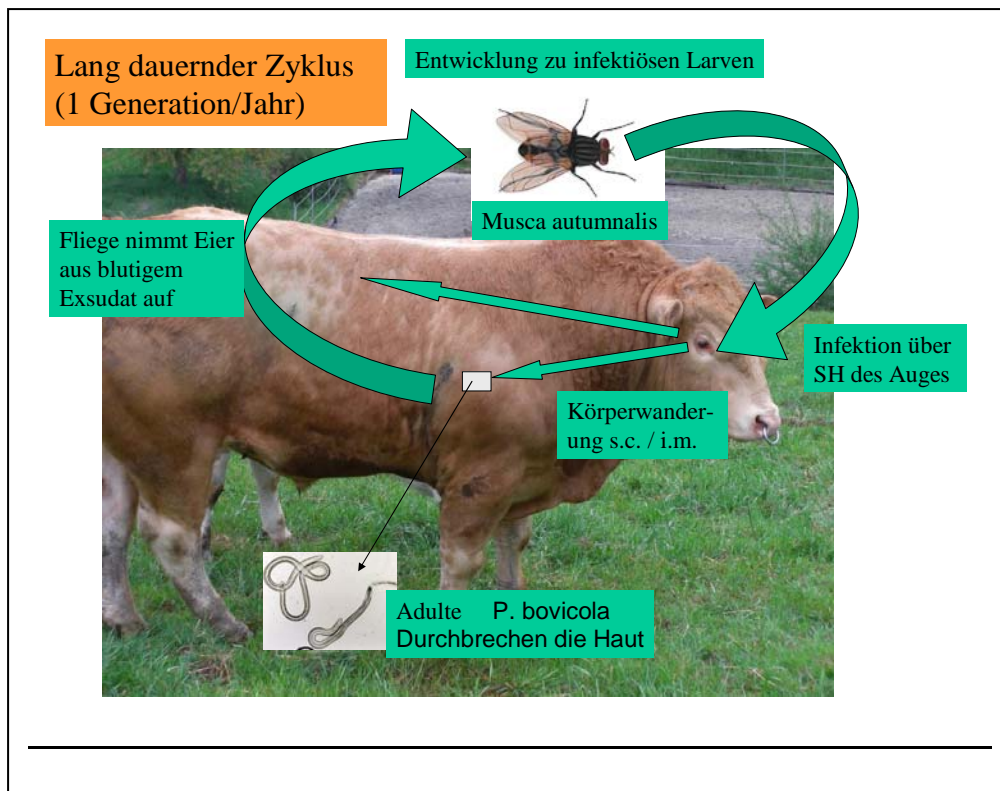 Lang dauernder Zyklus
(1 Generation/Jahr)
Entwicklung zu infektiösen Larven
Musca autumnalis
Fliege nimmt Eier
aus blutigem
Exsudat auf
Infektion über
SH des Auges
Körperwander-
ung s.c. / i.m.
Adulte P. bovicola
Durchbrechen die Haut